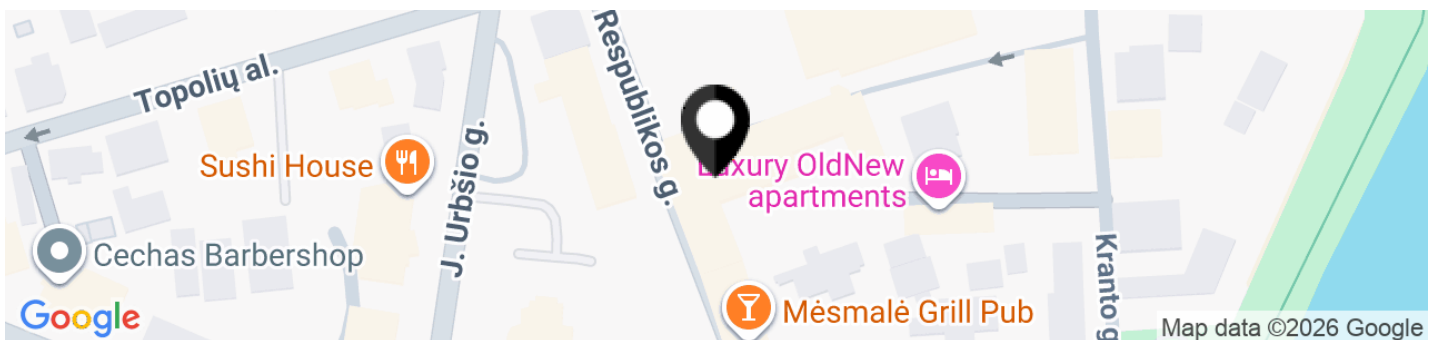 Topolių al.
Respublikos g.
Sushi House
J. Urbšio g.
Luxury OldNew
apartments
Cechas Barbershop
Kranto g
Mėsmalė Grill Pub
Google
Map data ©2026 Google